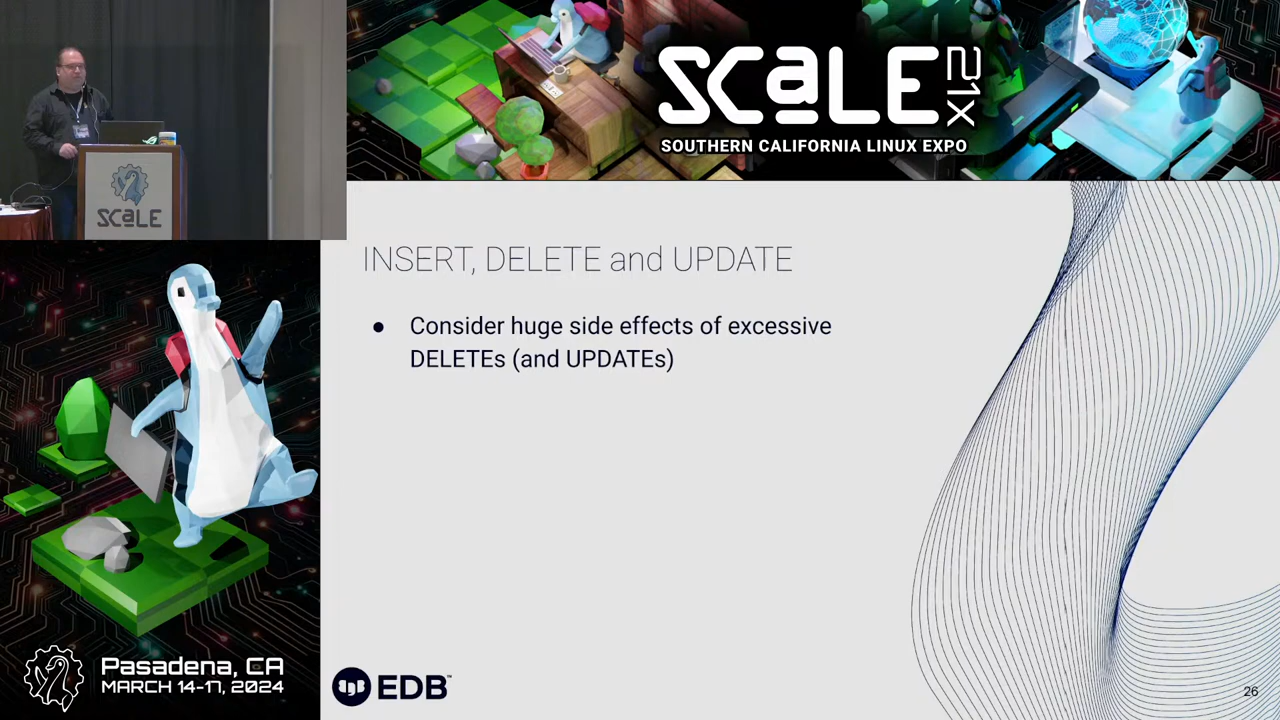 SCALE
21X
SOUTHERN CALIFORNIA LINUX EXPO
SCALE
INSERT, DELETE and UPDATE
● Consider huge side effects of excessive
DELETEs (and UPDATEs)
Pasadena, CA
MARCH 14-17, 2024
EDB™
26